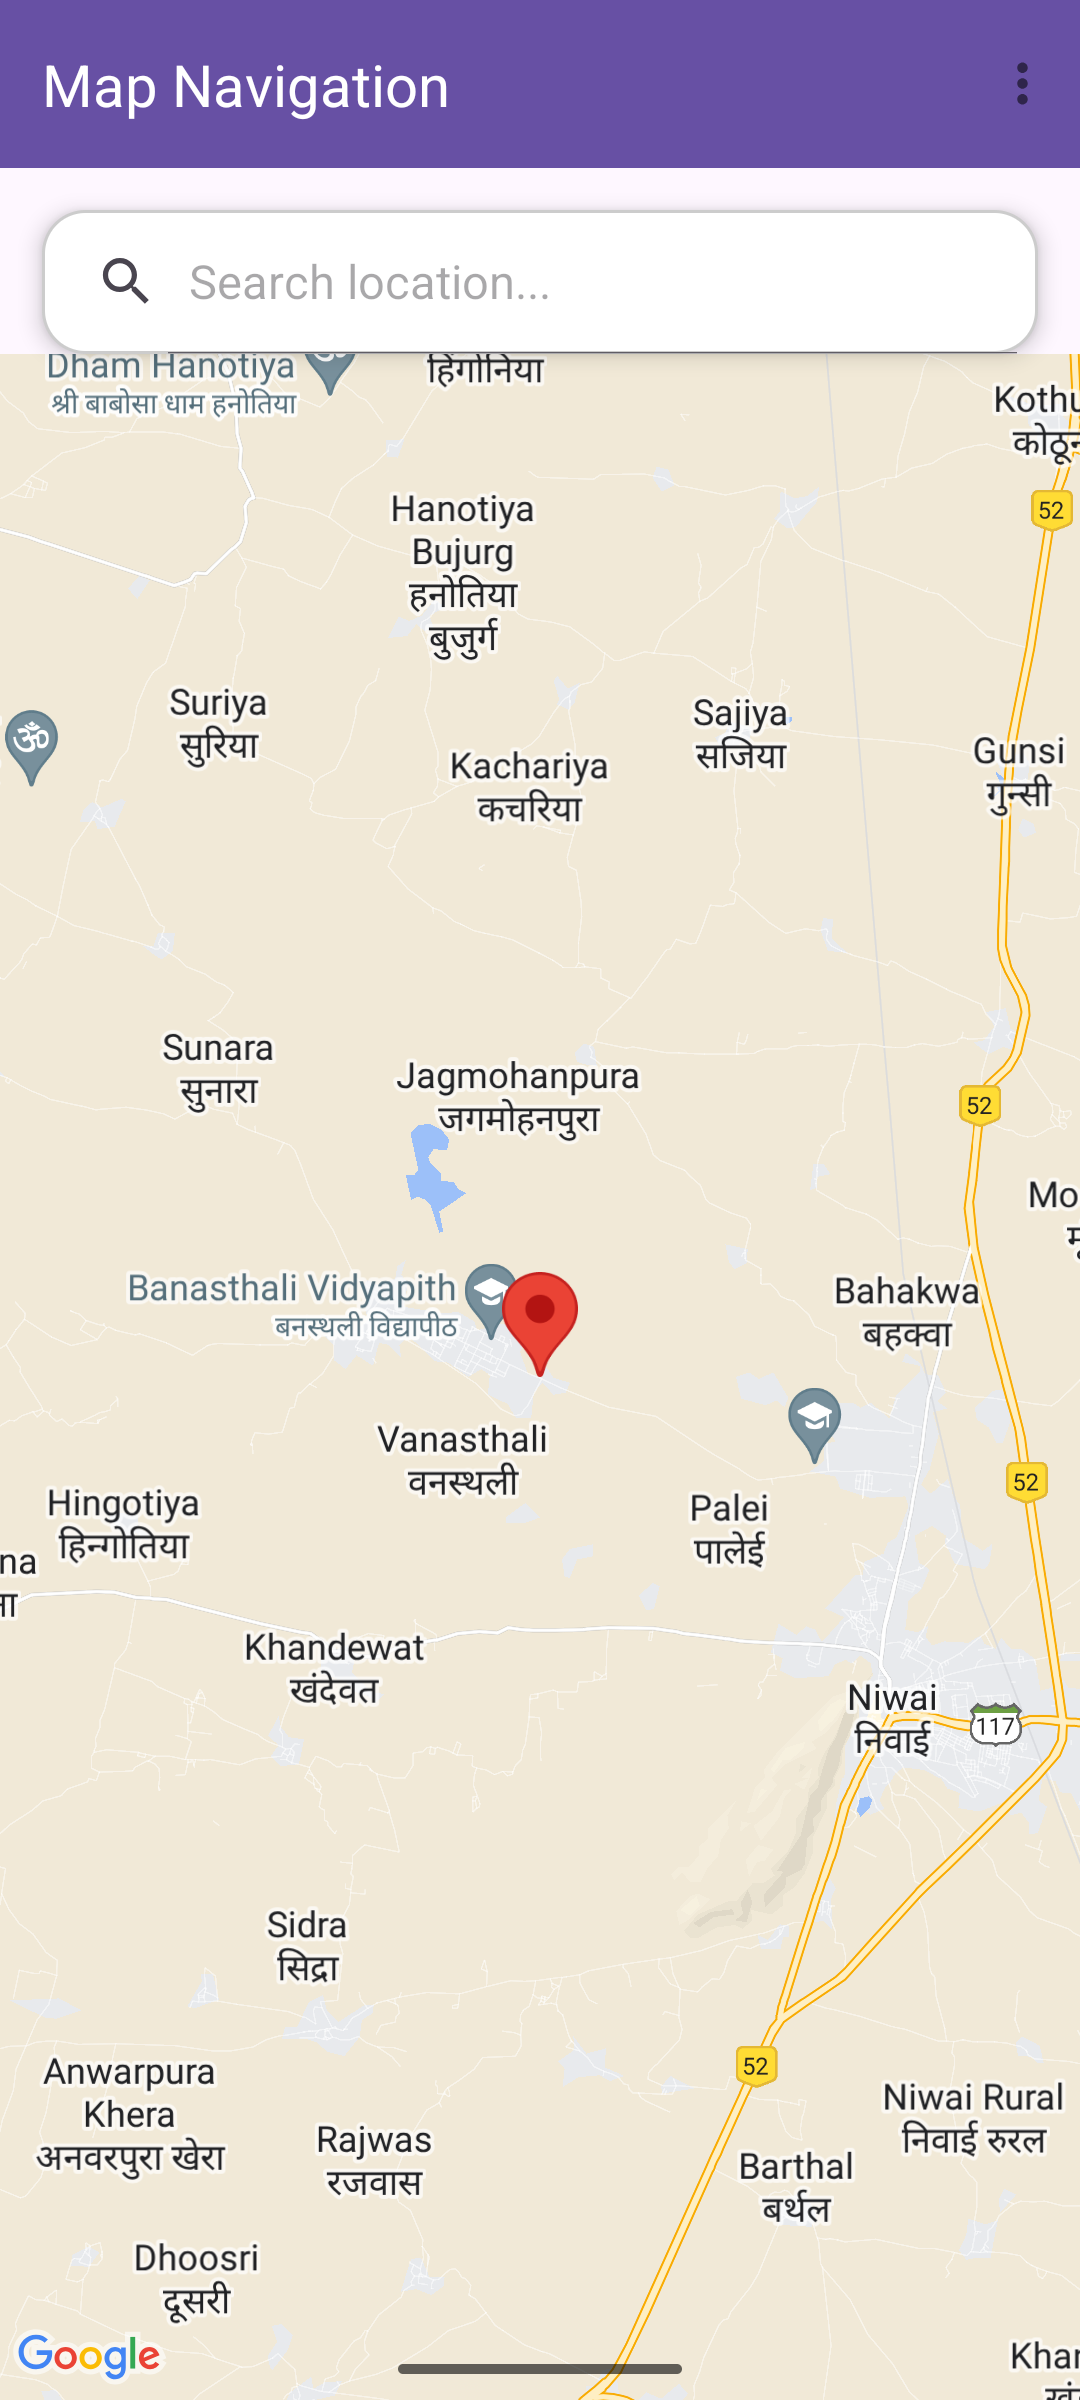 Map Navigation
Search location...
Dham Hanotiya
श्री बाबोसा धाम हनोतिया
हिंगोनिया
Kothu
Hanotiya
Bujurg
हनोतिया
बुजुर्ग
52
Suriya
सुरिया
Sajiya
सजिया
Kachariya
कचरिया
Gunsi
गुन्सी
Sunara
सुनारा
Jagmohanpura
जगमोहनपुरा
52
Mo
Banasthali Vidyapith
बनस्थली विद्यापीठ
Bahakwa
बहक्वा
Vanasthali
वनस्थली
52
Hingotiya
हिन्गोतिया
Palei
पालेई
na
Khandewat
खंदेवत
Niwai
निवाई
117
Sidra
सिद्रा
52
Anwarpura
Khera
अनवरपुरा खेरा
Niwai Rural
निवाई रुरल
Rajwas
रजवास
Barthal
बर्थल
Dhoosri
दूसरी
Google
Khar